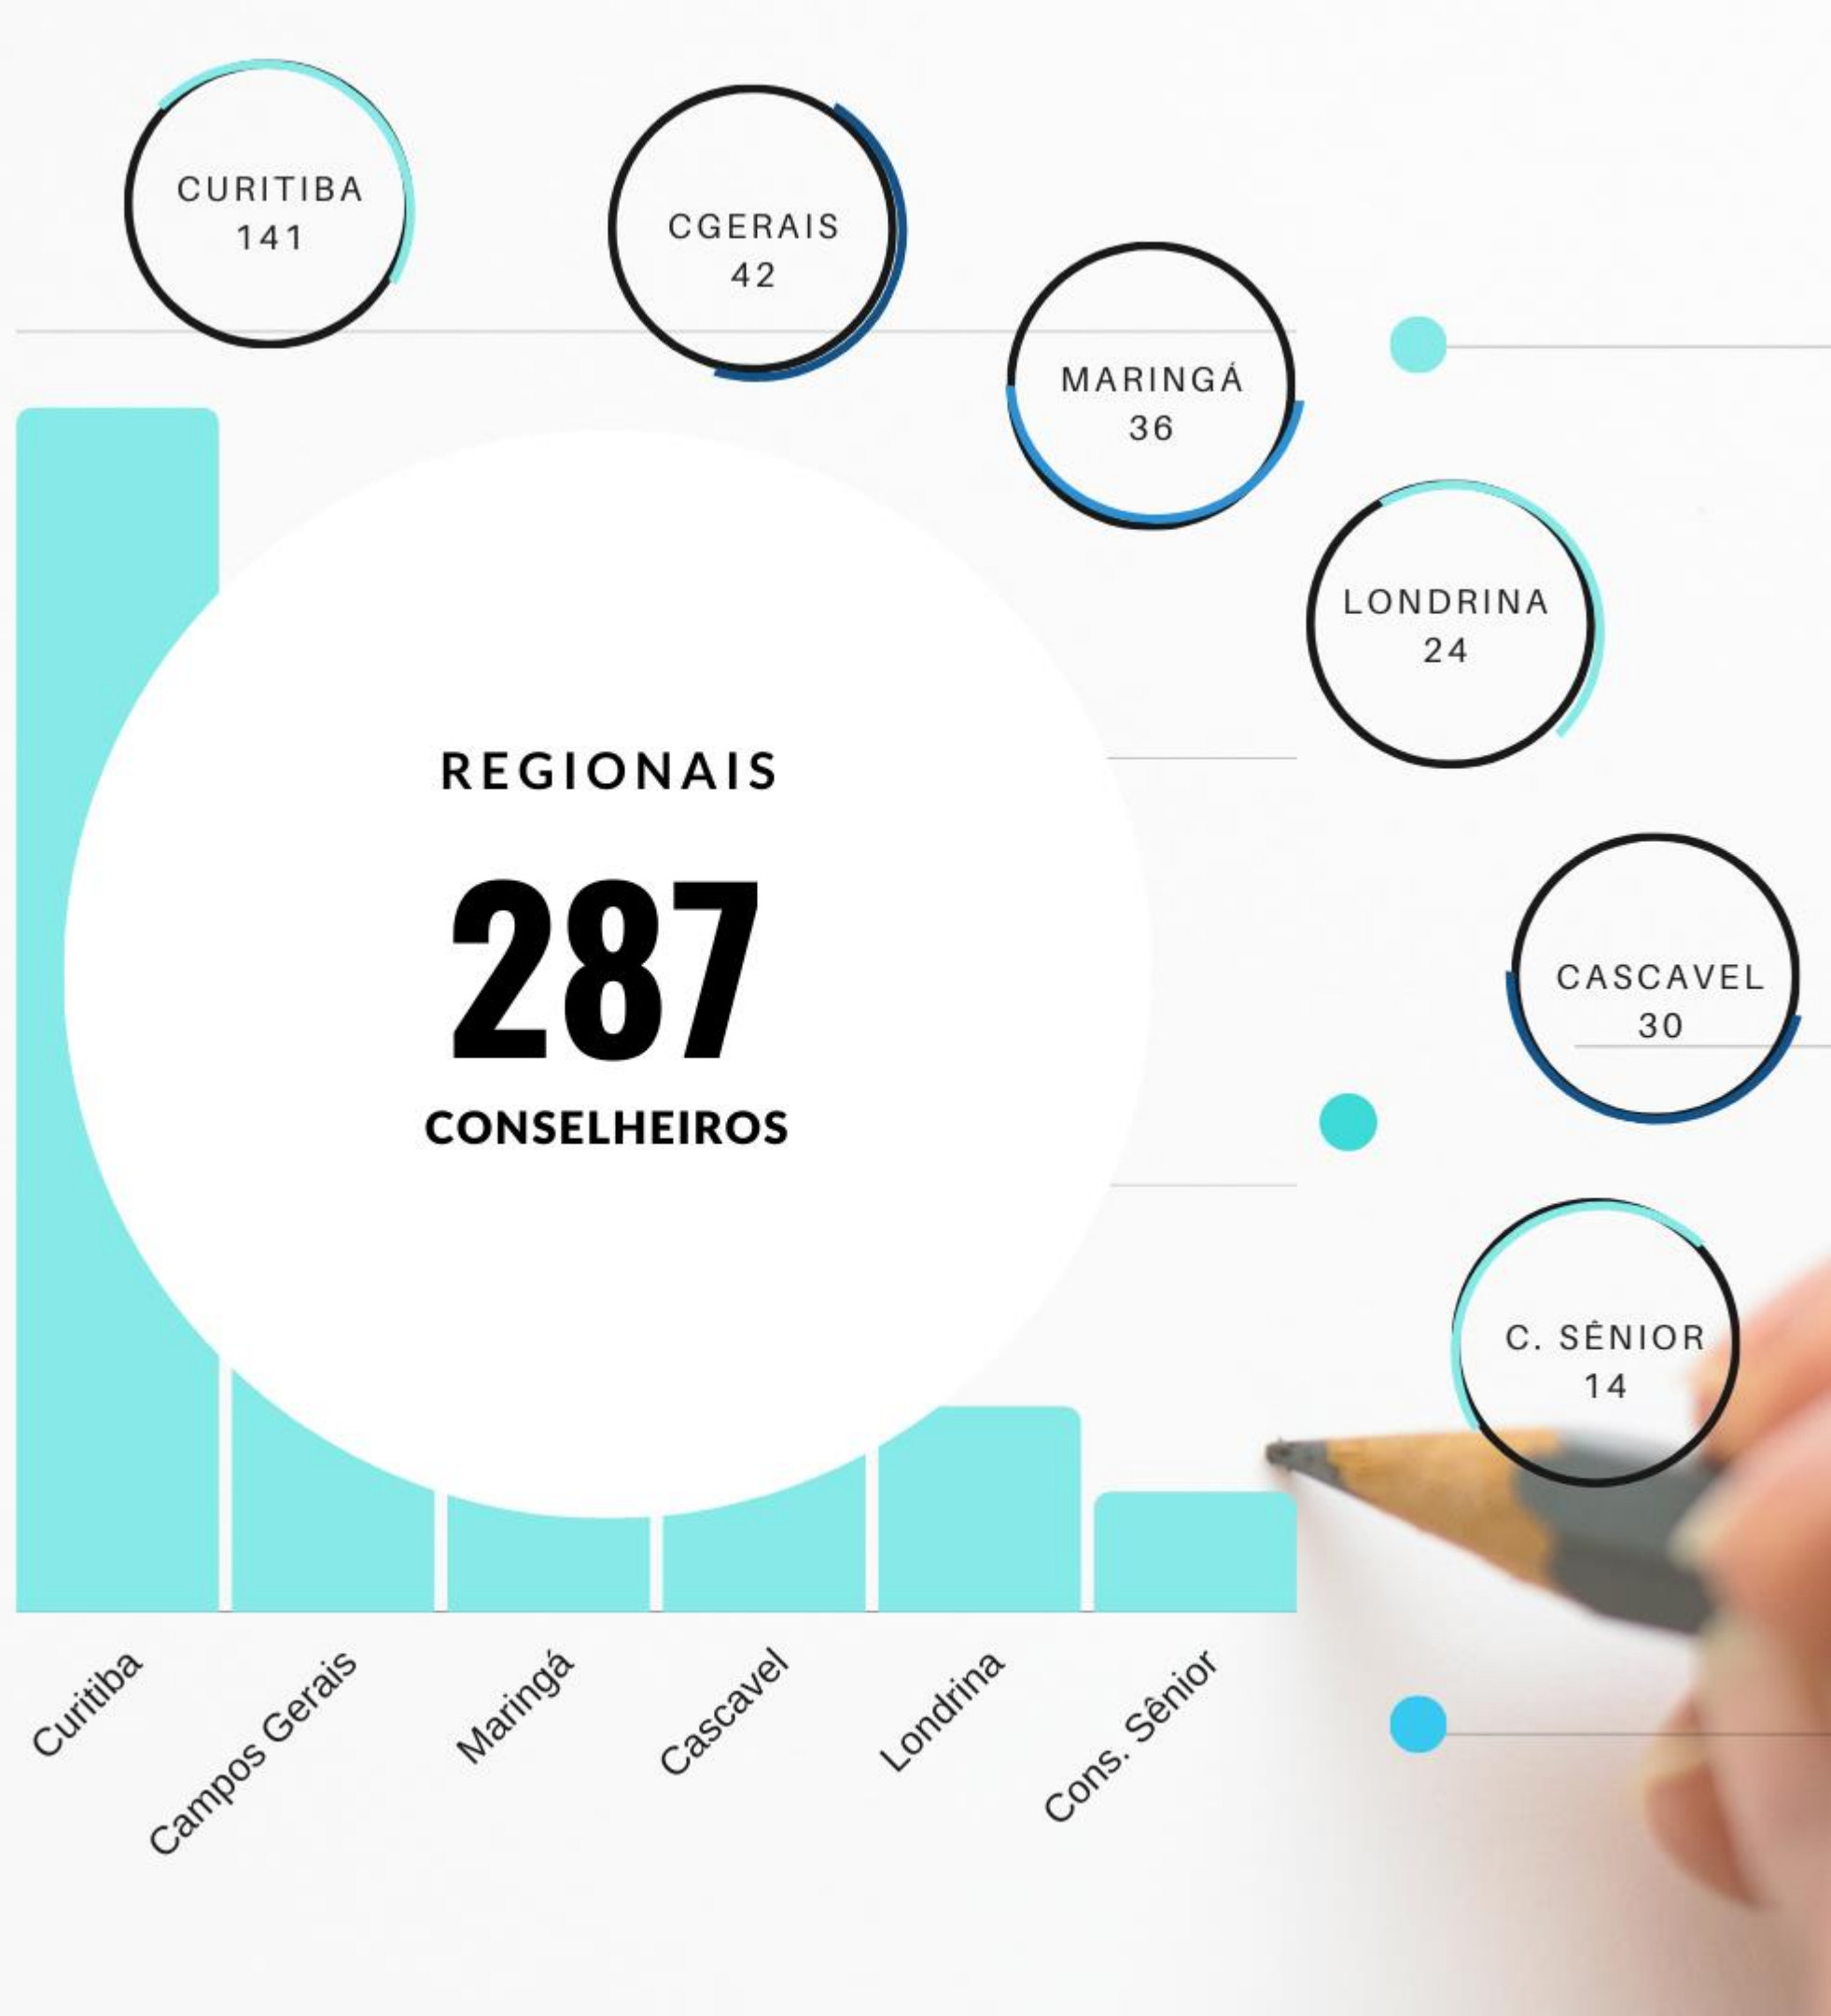 CURITIBA
141
CGERAIS
42
MARINGÁ
36
LONDRINA
24
REGIONAIS
287
CONSELHEIROS
CASCAVEL
30
C. SÊNIOR
14
Curitiba
Campos Gerais
Maringá
Cascavel
Londrina
Cons. Sênior